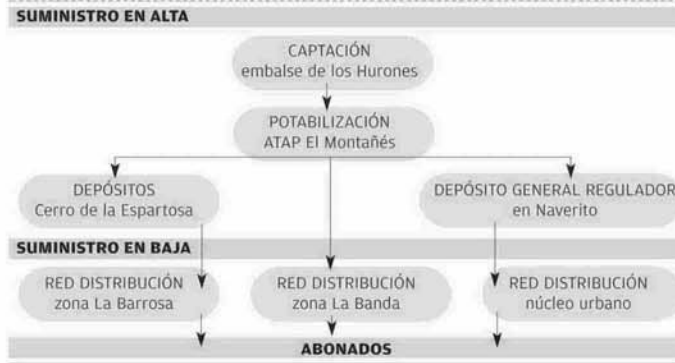 SUMINISTRO EN ALTA
CAPTACIÓN
embalse de los Hurones
POTABILIZACIÓN
ATAP El Montañés
DEPÓSITOS
Cerro de la Espartosa
DEPÓSITO GENERAL REGULADOR
en Naverito
SUMINISTRO EN BAJA
RED DISTRIBUCIÓN
zona La Barrosa
RED DISTRIBUCIÓN
zona La Banda
RED DISTRIBUCIÓN
núcleo urbano
ABONADOS